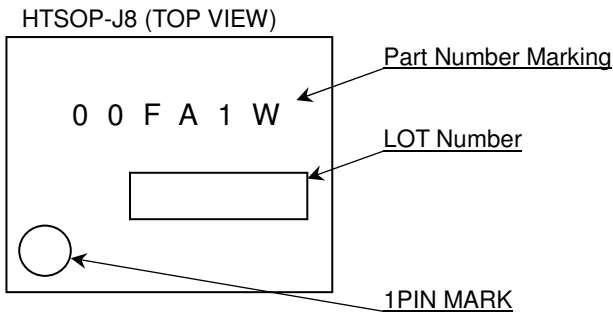 HTSOP-J8 (TOP VIEW)
Part Number Marking
0 0 F A 1 W
LOT Number
1PIN MARK